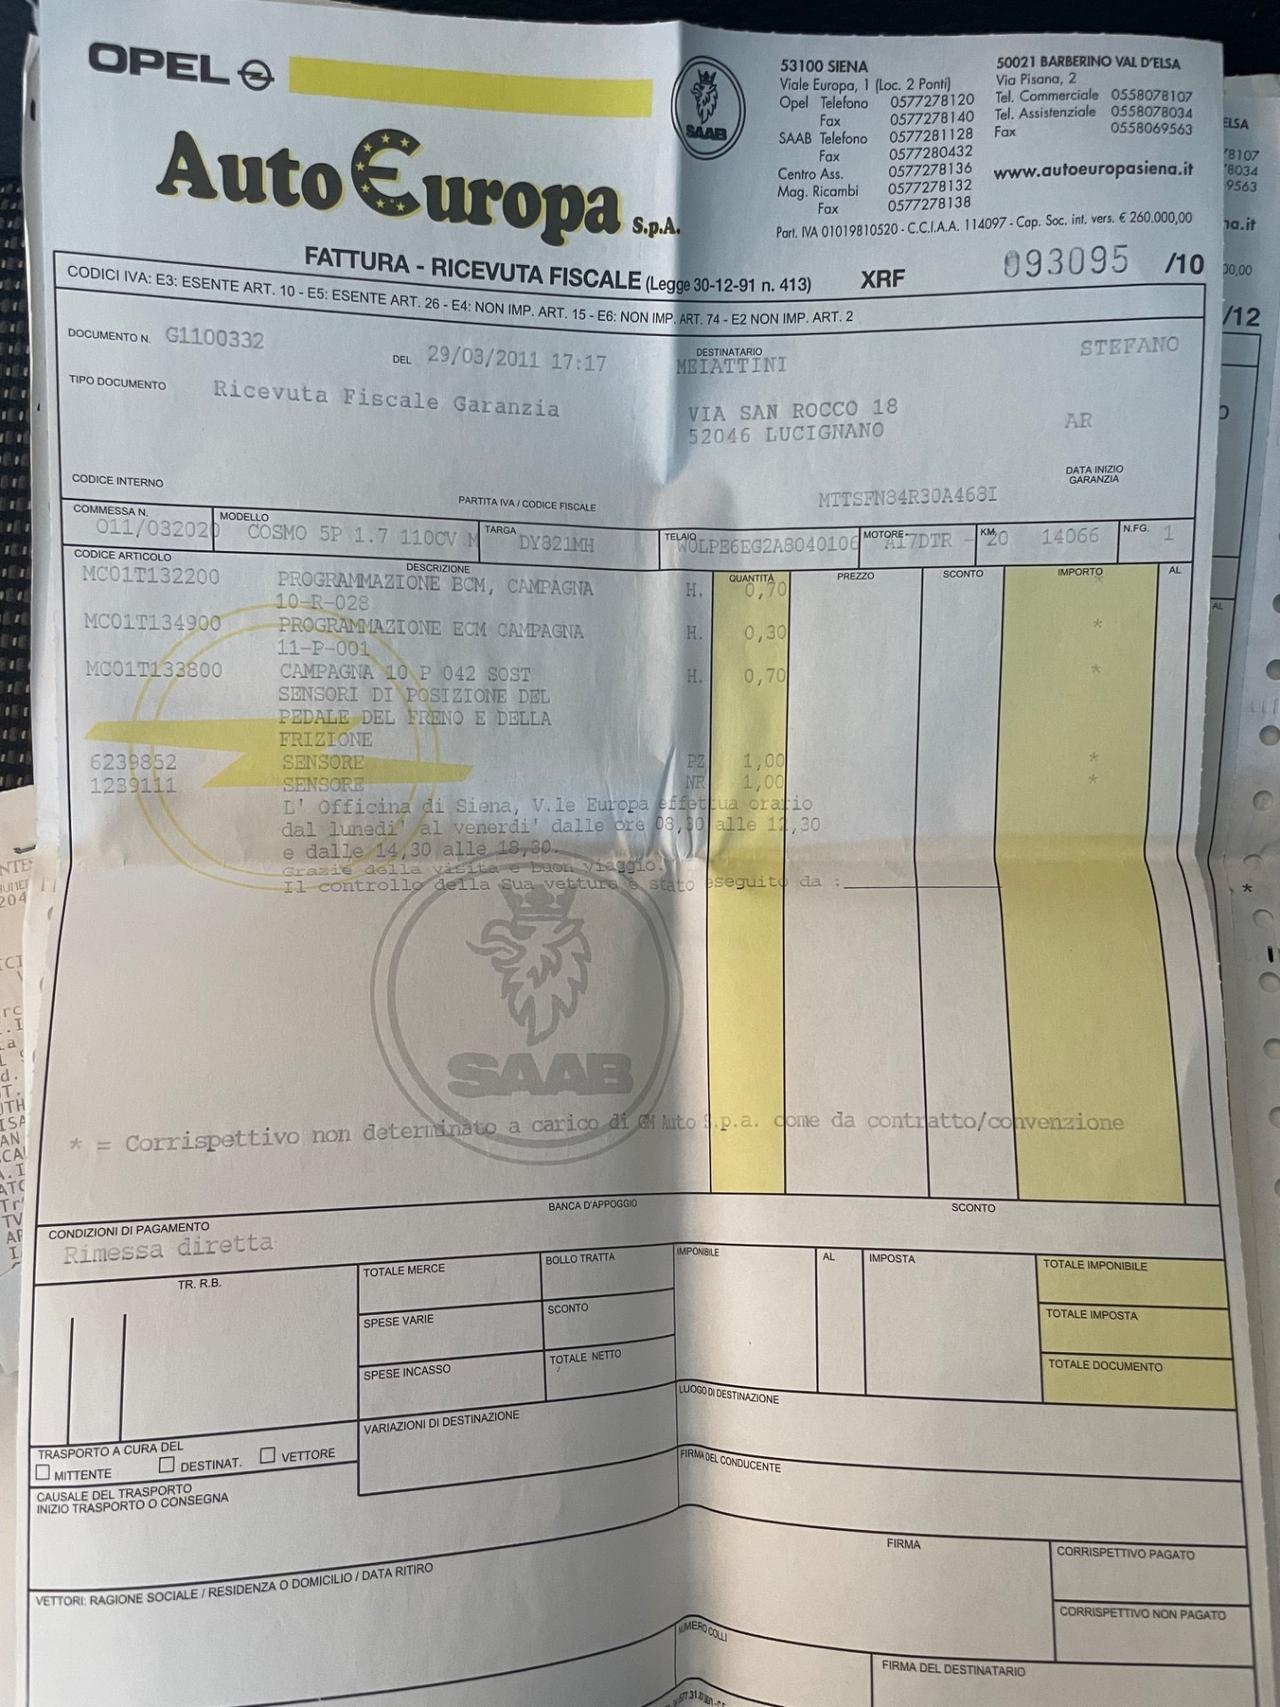 OPEL
SAAB
53100 SIENA
Viale Europa, 1 (Loc. 2 Ponti)
Opel Telefono 0577278120
Fax 0577278140
SAAB Telefono 0577281128
Fax 0577280432
Centro Ass. 0577278136
Mag. Ricambi 0577278132
Fax 0577278138
50021 BARBERINO VAL D'ELSA
Via Pisana, 2
Tel. Commerciale 0558078107
Tel. Assistenziale 0558078034
Fax 0558069563
www.autoeuropasiena.it
Auto Europa S.p.A.
Part. IVA 01019810520 - C.C.I.A.A. 114097 - Cap. Soc. int. vers. € 260.000,00
FATTURA - RICEVUTA FISCALE (Legge 30-12-91 n. 413) XRF 093095 /10
CODICI IVA: E3: ESENTE ART. 10 - E5: ESENTE ART. 26 - E4: NON IMP. ART. 15 - E6: NON IMP. ART. 74 - E2 NON IMP. ART. 2
/12
DOCUMENTO N. G1100332 DEL 29/03/2011 17:17
DESTINATARIO
MEIATTINI STEFANO
TIPO DOCUMENTO Ricevuta Fiscale Garanzia
VIA SAN ROCCO 18
52046 LUCIGNANO AR
CODICE INTERNO
PARTITA IVA / CODICE FISCALE MTTSFN84R30A468I
DATA INIZIO
GARANZIA
COMMESSA N. 011/032020
MODELLO COSMO 5P 1.7 110CV M
TARGA DY821MH
TELAIO W0LPE6EG2A8040106
MOTORE A17DTR - 20
KM. 14066
N.FG. 1
CODICE ARTICOLO DESCRIZIONE QUANTITÀ PREZZO SCONTO IMPORTO AL
MC01T132200 PROGRAMMAZIONE BCM, CAMPAGNA H. 0,70 *
10-R-028
MC01T134900 PROGRAMMAZIONE ECM CAMPAGNA H. 0,30 *
11-P-001
MC01T133800 CAMPAGNA 10 P 042 SOST H. 0,70 *
SENSORI DI POSIZIONE DEL
PEDALE DEL FRENO E DELLA
FRIZIONE
6239852 SENSORE PZ 1,00 *
1239111 SENSORE NR 1,00 *
L' Officina di Siena, V.le Europa effettua orario
dal lunedi' al venerdi' dalle ore 08,30 alle 12,30
e dalle 14,30 alle 18,30.
Grazie della visita e buon viaggio.
Il controllo della Sua vettura e stato eseguito da :
SAAB
* = Corrispettivo non determinato a carico di GM Auto S.p.a. come da contratto/convenzione
CONDIZIONI DI PAGAMENTO BANCA D'APPOGGIO SCONTO
Rimessa diretta
TR. R.B.
TOTALE MERCE BOLLO TRATTA IMPONIBILE AL IMPOSTA TOTALE IMPONIBILE
SPESE VARIE SCONTO TOTALE IMPOSTA
SPESE INCASSO TOTALE NETTO TOTALE DOCUMENTO
VARIAZIONI DI DESTINAZIONE LUOGO DI DESTINAZIONE
TRASPORTO A CURA DEL
MITTENTE DESTINAT. VETTORE
FIRMA DEL CONDUCENTE
CAUSALE DEL TRASPORTO
INIZIO TRASPORTO O CONSEGNA
FIRMA CORRISPETTIVO PAGATO
VETTORI: RAGIONE SOCIALE / RESIDENZA O DOMICILIO / DATA RITIRO
CORRISPETTIVO NON PAGATO
NUMERO COLLI
FIRMA DEL DESTINATARIO